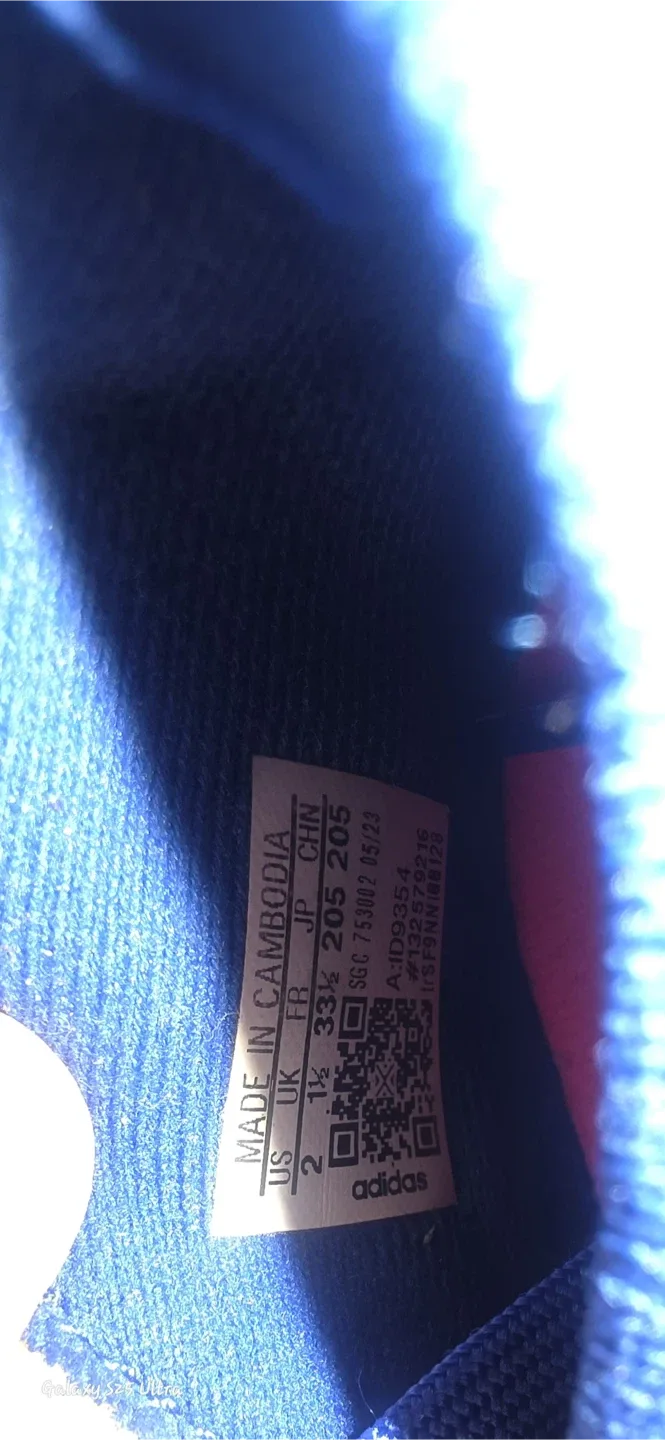 MADE IN CAMBODIA
US UK FR JP CHN
2 1½ 33½ 205 205
SGC 753002 05/23
A:ID9354
#132579216
adidas
Galaxy S25 Ultra